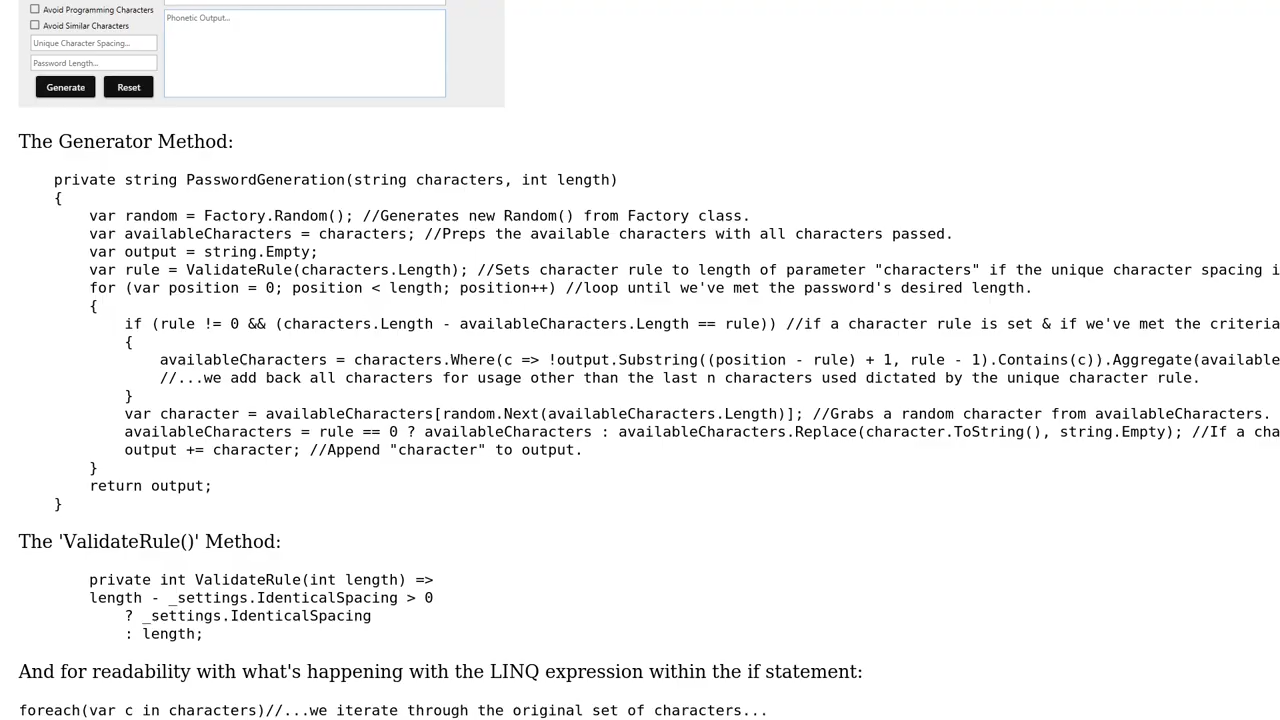 Avoid Programming Characters
Phonetic Output...
Avoid Similar Characters
Unique Character Spacing...
Password Length...
Generate
Reset
The Generator Method:
private string PasswordGeneration(string characters, int length)
{
var random = Factory.Random(); //Generates new Random() from Factory class.
var availableCharacters = characters; //Preps the available characters with all characters passed.
var output = string.Empty;
var rule = ValidateRule(characters.Length); //Sets character rule to length of parameter "characters" if the unique character spacing i
for (var position = 0; position < length; position++) //loop until we've met the password's desired length.
{
if (rule != 0 && (characters.Length - availableCharacters.Length == rule)) //if a character rule is set & if we've met the criteria
{
availableCharacters = characters.Where(c => !output.Substring((position - rule) + 1, rule - 1).Contains(c)).Aggregate(available
//...we add back all characters for usage other than the last n characters used dictated by the unique character rule.
}
var character = availableCharacters[random.Next(availableCharacters.Length)]; //Grabs a random character from availableCharacters.
availableCharacters = rule == 0 ? availableCharacters : availableCharacters.Replace(character.ToString(), string.Empty); //If a cha
output += character; //Append "character" to output.
}
return output;
}
The 'ValidateRule()' Method:
private int ValidateRule(int length) =>
length - _settings.IdenticalSpacing > 0
? _settings.IdenticalSpacing
: length;
And for readability with what's happening with the LINQ expression within the if statement:
foreach(var c in characters)//...we iterate through the original set of characters...